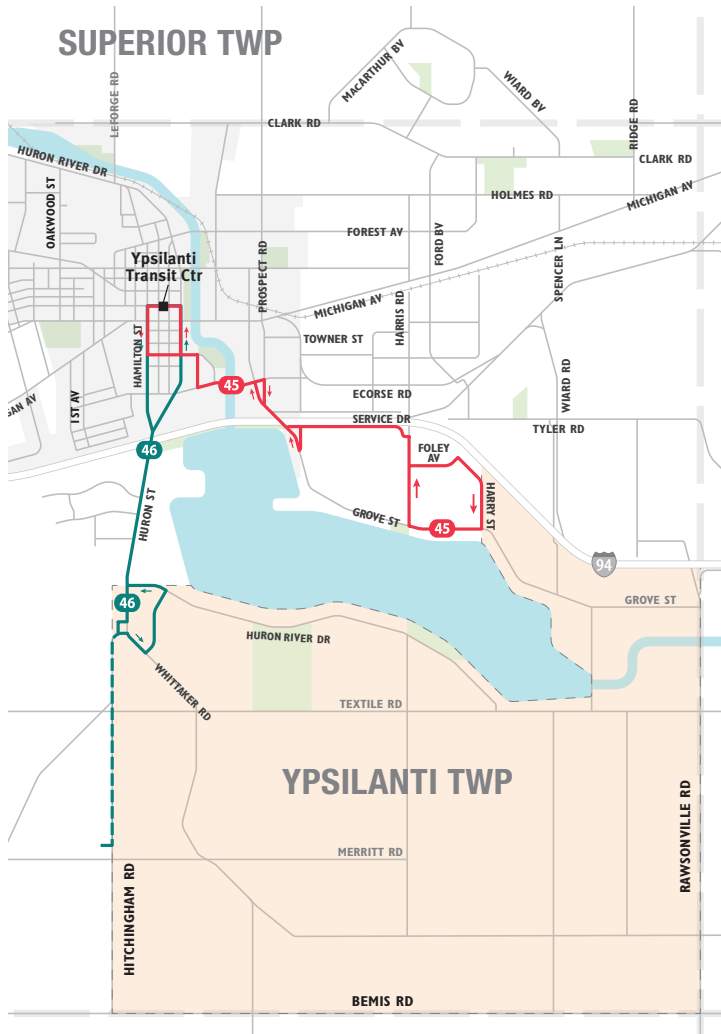 SUPERIOR TWP
LEFORGE RD
MACARTHUR BV
WIARD BV
RIDGE RD
CLARK RD
CLARK RD
HURON RIVER DR
OAKWOOD ST
HOLMES RD
MICHIGAN AV
FOREST AV
FORD BV
SPENCER LN
PROSPECT RD
Ypsilanti
Transit Ctr
MICHIGAN AV
HARRIS RD
TOWNER ST
HAMILTON ST
WIARD RD
45
ECORSE RD
GAN AV
1ST AV
SERVICE DR
TYLER RD
46
FOLEY
AV
HURON ST
HARRY ST
GROVE ST
45
94
46
GROVE ST
HURON RIVER DR
WHITTAKER RD
TEXTILE RD
YPSILANTI TWP
RAWSONVILLE RD
MERRITT RD
HITCHINGHAM RD
BEMIS RD